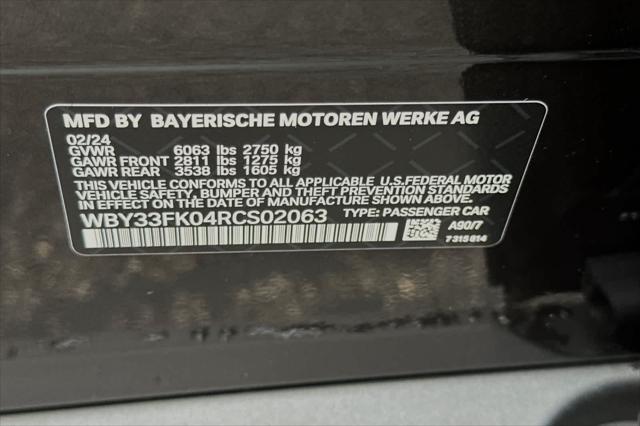 MFD BY BAYERISCHE MOTOREN WERKE AG
02/24
GVWR 6063 lbs 2750 kg
GAWR FRONT 2811 lbs 1275 kg
GAWR REAR 3538 lbs 1605 kg
THIS VEHICLE CONFORMS TO ALL APPLICABLE U.S.FEDERAL MOTOR
VEHICLE SAFETY, BUMPER AND THEFT PREVENTION STANDARDS
IN EFFECT ON THE DATE OF MANUFACTURE SHOWN ABOVE.
WBY33FK04RCS02063 TYPE: PASSENGER CAR
A90/7
7315814